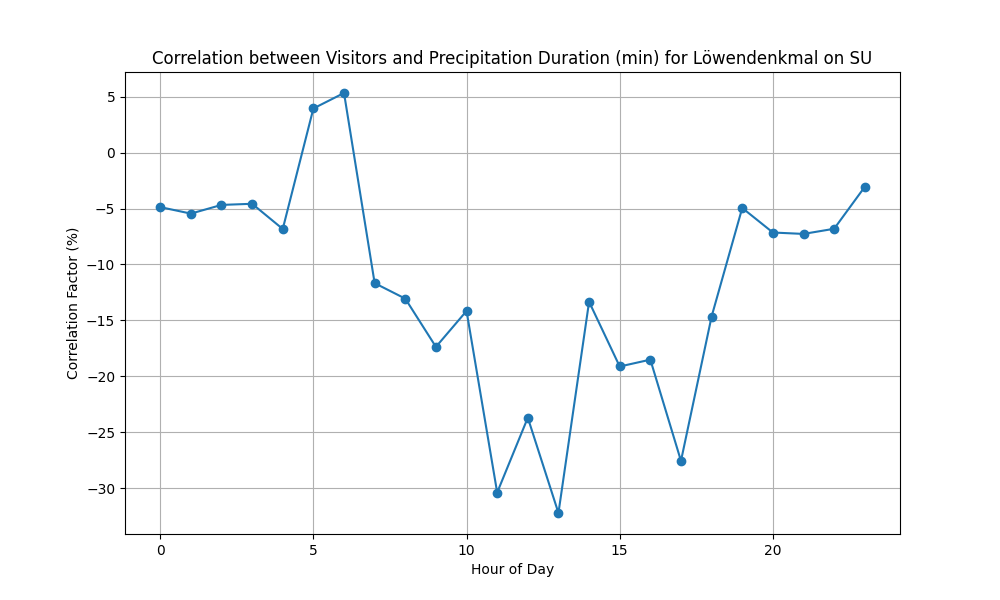 Correlation between Visitors and Precipitation Duration (min) for Löwendenkmal on SU
Correlation Factor (%)
5
0
−5
−10
−15
−20
−25
−30
0 5 10 15 20
Hour of Day